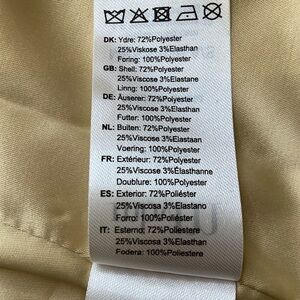 DK: Ydre: 72%Polyester
25%Viskose 3%Elasthan
Foring: 100%Polyester
GB: Shell: 72%Polyester
25%Viscose 3%Elastane
Linng: 100%Polyester
DE: Äuserer: 72%Polyester
25%Viskose 3%Elasthan
Futter: 100%Polyester
NL: Buiten: 72%Polyester
25%Viscose 3%Elastaan
Voering: 100%Polyester
FR: Extérieur: 72%Polyester
25%Viscose 3%Elasthanne
Doublure: 100%Polyester
ES: Exterior: 72%Poliéster
25%Viscosa 3%Elastano
Forro: 100%Poliéster
IT: Esterno: 72%Poliestere
25%Viscosa 3%Elasthan
Fodera: 100%Poliestere